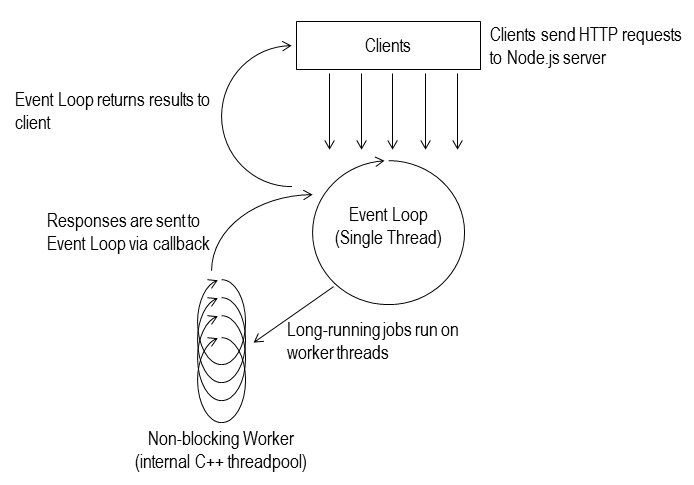 Clients
Clients send HTTP requests
to Node.js server
Event Loop returns results to
client
Event Loop
(Single Thread)
Responses are sent to
Event Loop via callback
Long-running jobs run on
worker threads
Non-blocking Worker
(internal C++ threadpool)